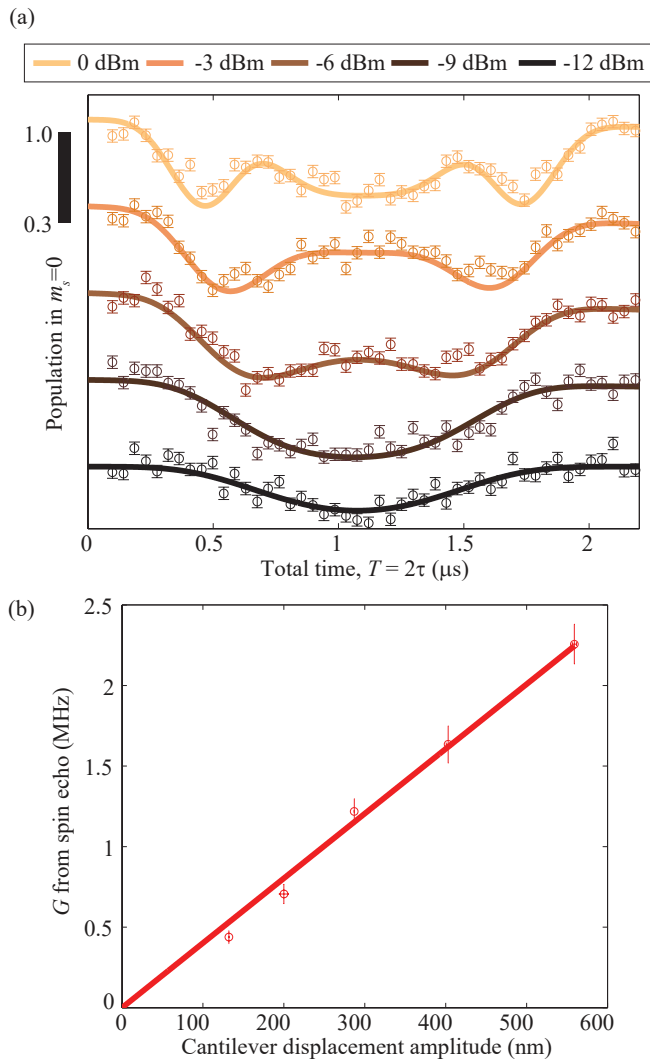 (a)
0 dBm -3 dBm -6 dBm -9 dBm -12 dBm
1.0
0.3
Population in mₛ=0
0 0.5 1 1.5 2
Total time, T = 2τ (μs)
(b)
2.5
2
1.5
1
0.5
0
G from spin echo (MHz)
0 100 200 300 400 500 600
Cantilever displacement amplitude (nm)